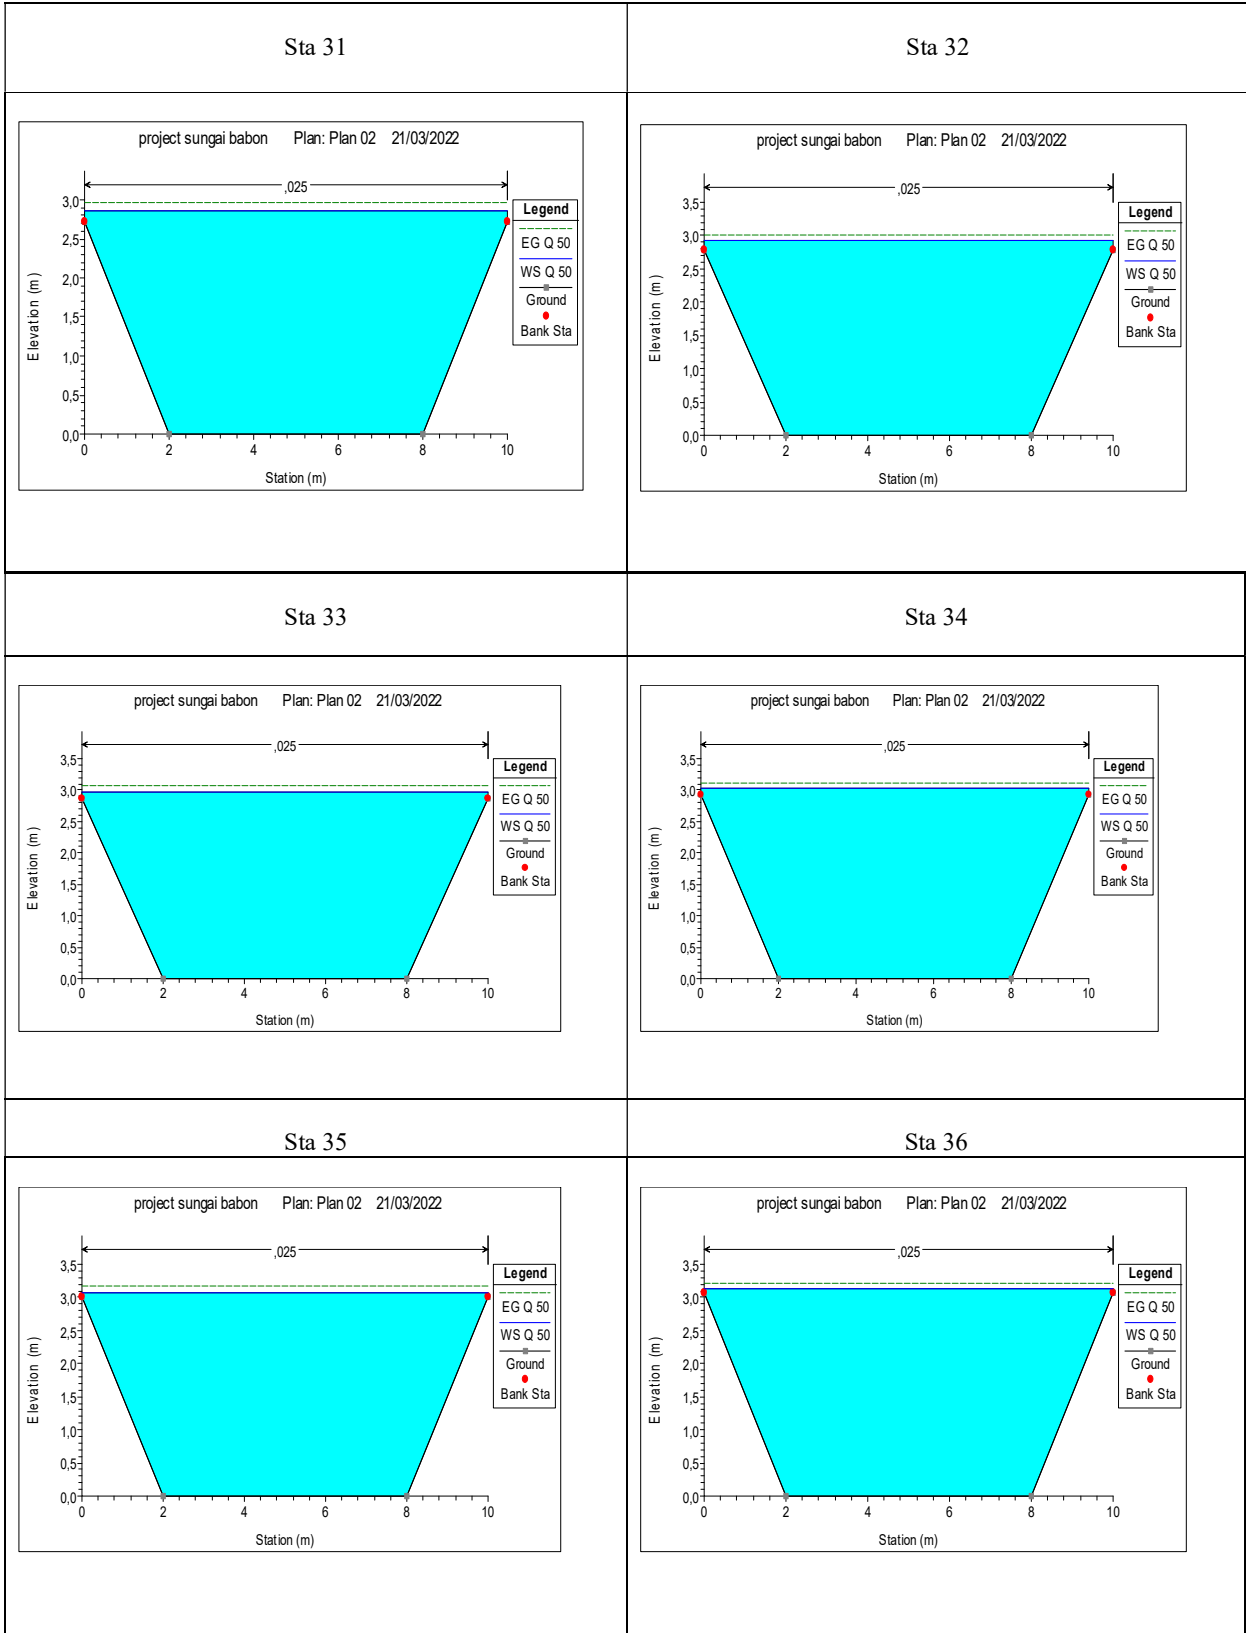 Sta 31
Sta 32
project sungai babon Plan: Plan 02 21/03/2022
,025
3,0
2,5
2,0
1,5
1,0
0,5
0,0
0 2 4 6 8 10
Station (m)
Elevation (m)
Legend
EG Q 50
WS Q 50
Ground
Bank Sta
project sungai babon Plan: Plan 02 21/03/2022
,025
3,5
3,0
2,5
2,0
1,5
1,0
0,5
0,0
0 2 4 6 8 10
Station (m)
Elevation (m)
Legend
EG Q 50
WS Q 50
Ground
Bank Sta
Sta 33
Sta 34
project sungai babon Plan: Plan 02 21/03/2022
,025
3,5
3,0
2,5
2,0
1,5
1,0
0,5
0,0
0 2 4 6 8 10
Station (m)
Elevation (m)
Legend
EG Q 50
WS Q 50
Ground
Bank Sta
project sungai babon Plan: Plan 02 21/03/2022
,025
3,5
3,0
2,5
2,0
1,5
1,0
0,5
0,0
0 2 4 6 8 10
Station (m)
Elevation (m)
Legend
EG Q 50
WS Q 50
Ground
Bank Sta
Sta 35
Sta 36
project sungai babon Plan: Plan 02 21/03/2022
,025
3,5
3,0
2,5
2,0
1,5
1,0
0,5
0,0
0 2 4 6 8 10
Station (m)
Elevation (m)
Legend
EG Q 50
WS Q 50
Ground
Bank Sta
project sungai babon Plan: Plan 02 21/03/2022
,025
3,5
3,0
2,5
2,0
1,5
1,0
0,5
0,0
0 2 4 6 8 10
Station (m)
Elevation (m)
Legend
EG Q 50
WS Q 50
Ground
Bank Sta